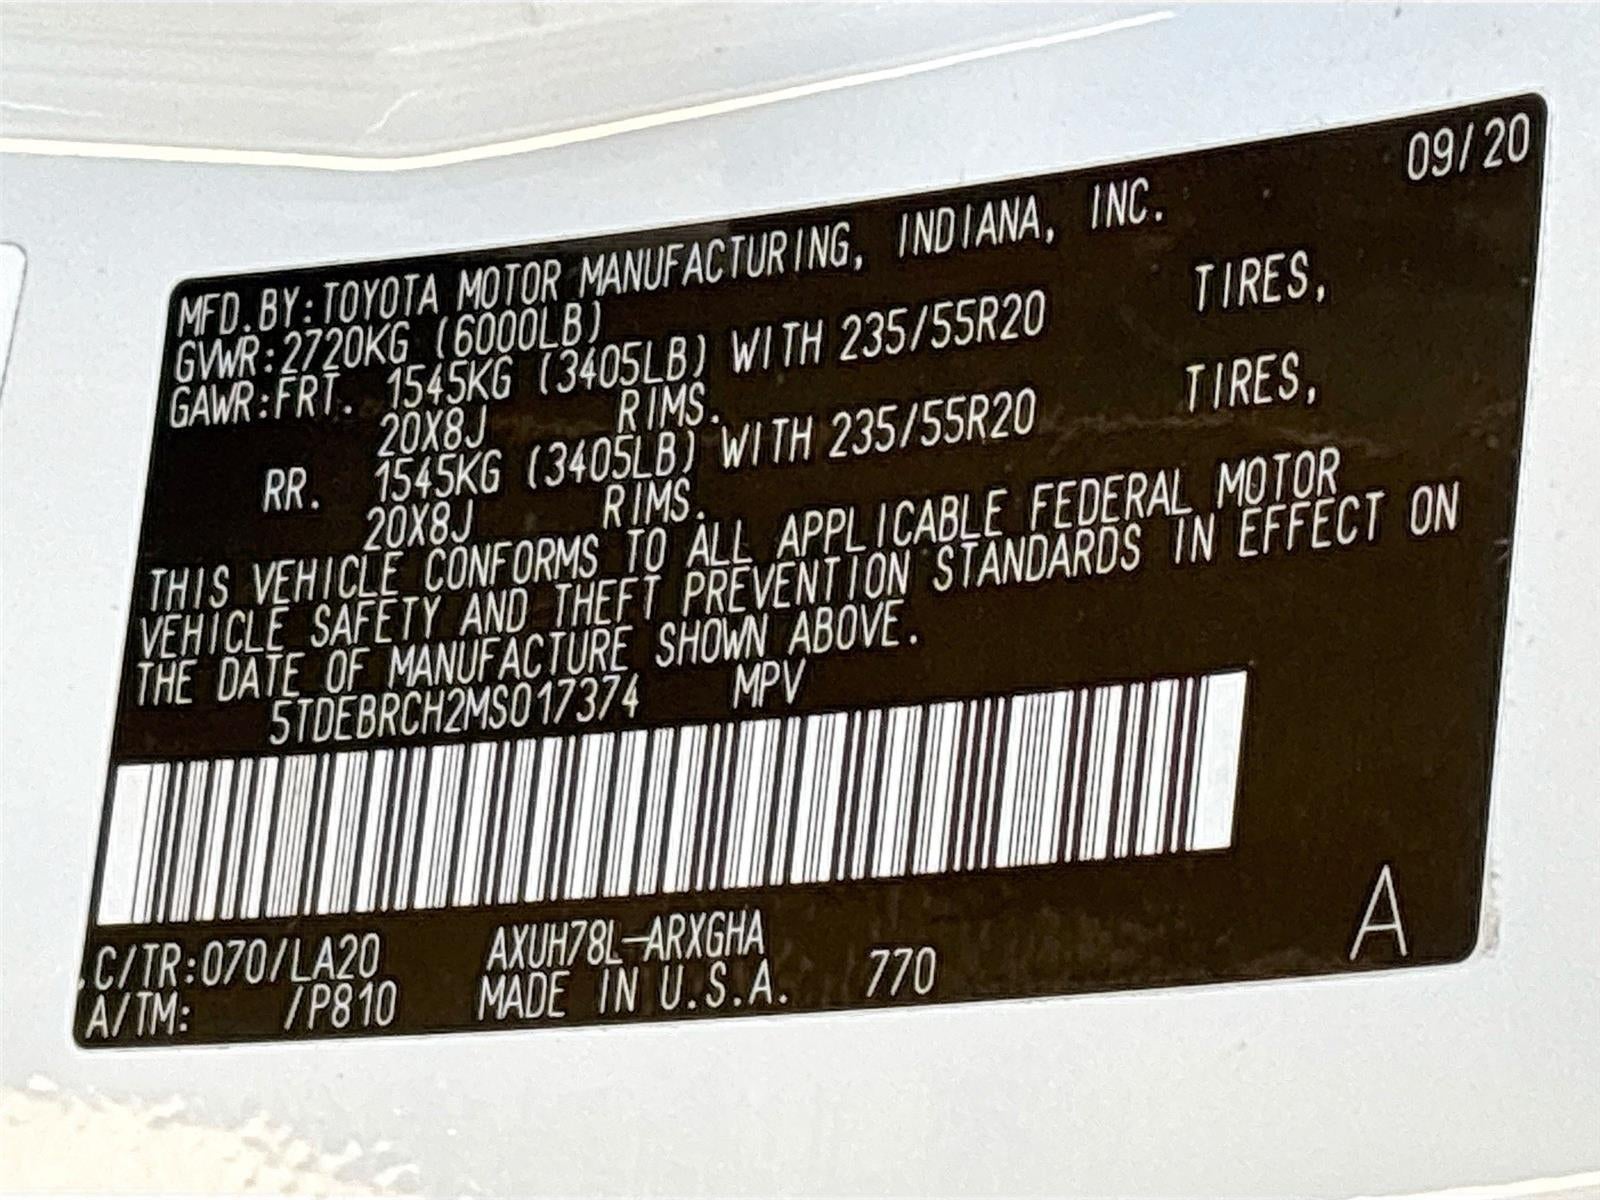 09/20
MFD.BY:TOYOTA MOTOR MANUFACTURING, INDIANA, INC.
GVWR:2720KG (6000LB)
GAWR:FRT. 1545KG (3405LB) WITH 235/55R20 TIRES,
20X8J RIMS.
RR. 1545KG (3405LB) WITH 235/55R20 TIRES,
20X8J RIMS.
THIS VEHICLE CONFORMS TO ALL APPLICABLE FEDERAL MOTOR
VEHICLE SAFETY AND THEFT PREVENTION STANDARDS IN EFFECT ON
THE DATE OF MANUFACTURE SHOWN ABOVE.
5TDEBRCH2MS017374 MPV
C/TR:070/LA20 AXUH78L-ARXGHA
A/TM: /P810 MADE IN U.S.A. 770
A